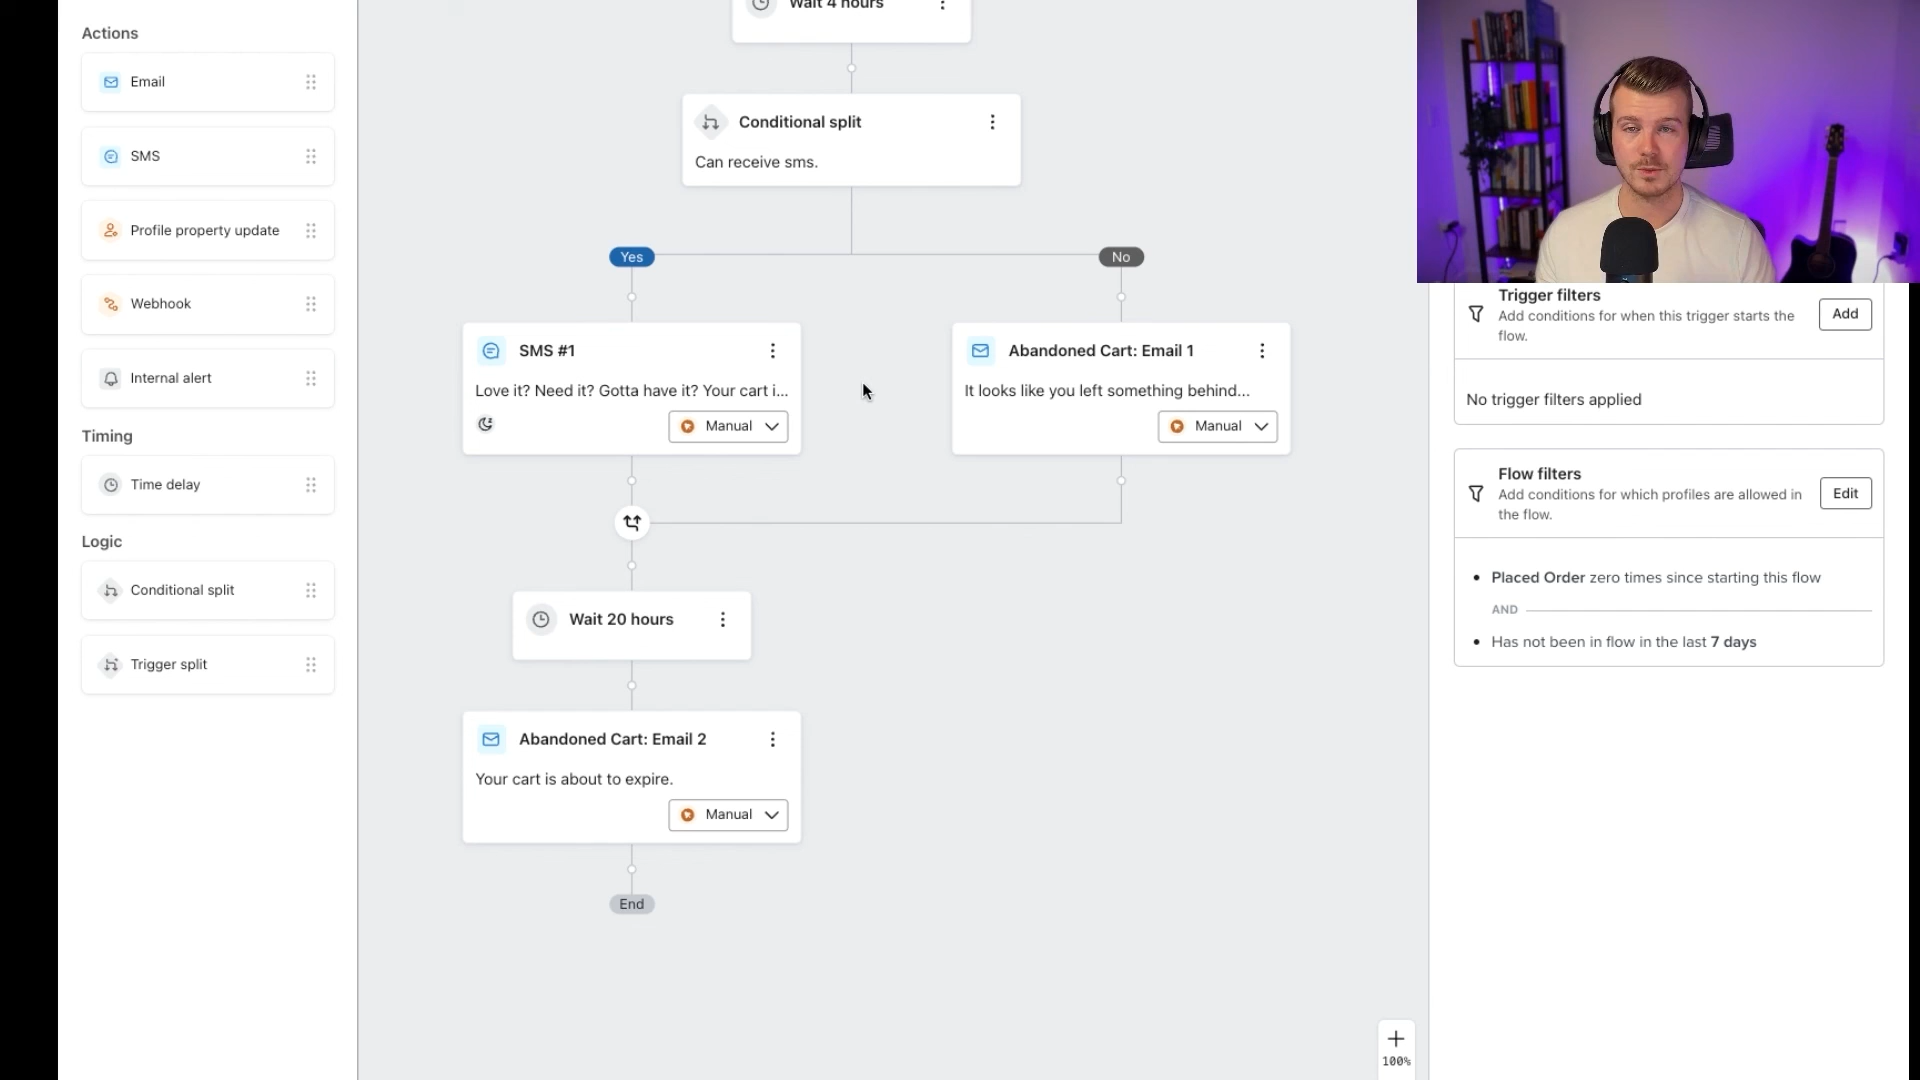 Actions
Email
SMS
Profile property update
Webhook
Internal alert
Timing
Time delay
Logic
Conditional split
Trigger split
Wait 4 hours
Conditional split
Can receive sms.
Yes
No
SMS #1
Love it? Need it? Gotta have it? Your cart i...
Manual
Abandoned Cart: Email 1
It looks like you left something behind...
Manual
Wait 20 hours
Abandoned Cart: Email 2
Your cart is about to expire.
Manual
End
100%
Trigger filters
Add conditions for when this trigger starts the
flow.
Add
No trigger filters applied
Flow filters
Add conditions for which profiles are allowed in
the flow.
Edit
Placed Order zero times since starting this flow
AND
Has not been in flow in the last 7 days